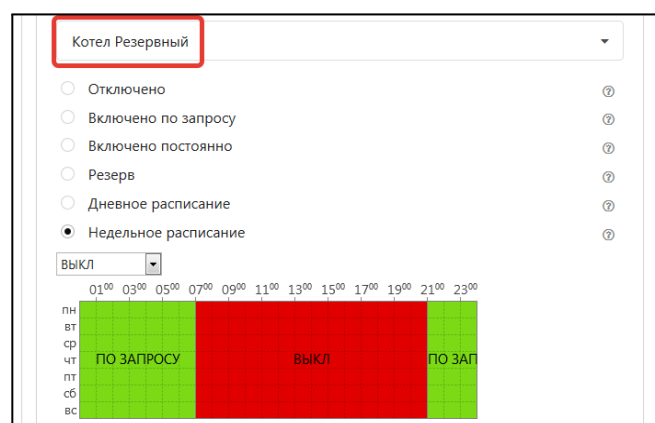 Котел Резервный
Отключено
Включено по запросу
Включено постоянно
Резерв
Дневное расписание
Недельное расписание
ВЫКЛ
01⁰⁰ 03⁰⁰ 05⁰⁰ 07⁰⁰ 09⁰⁰ 11⁰⁰ 13⁰⁰ 15⁰⁰ 17⁰⁰ 19⁰⁰ 21⁰⁰ 23⁰⁰
пн
вт
ср
чт ПО ЗАПРОСУ ВЫКЛ ПО ЗАП
пт
сб
вс